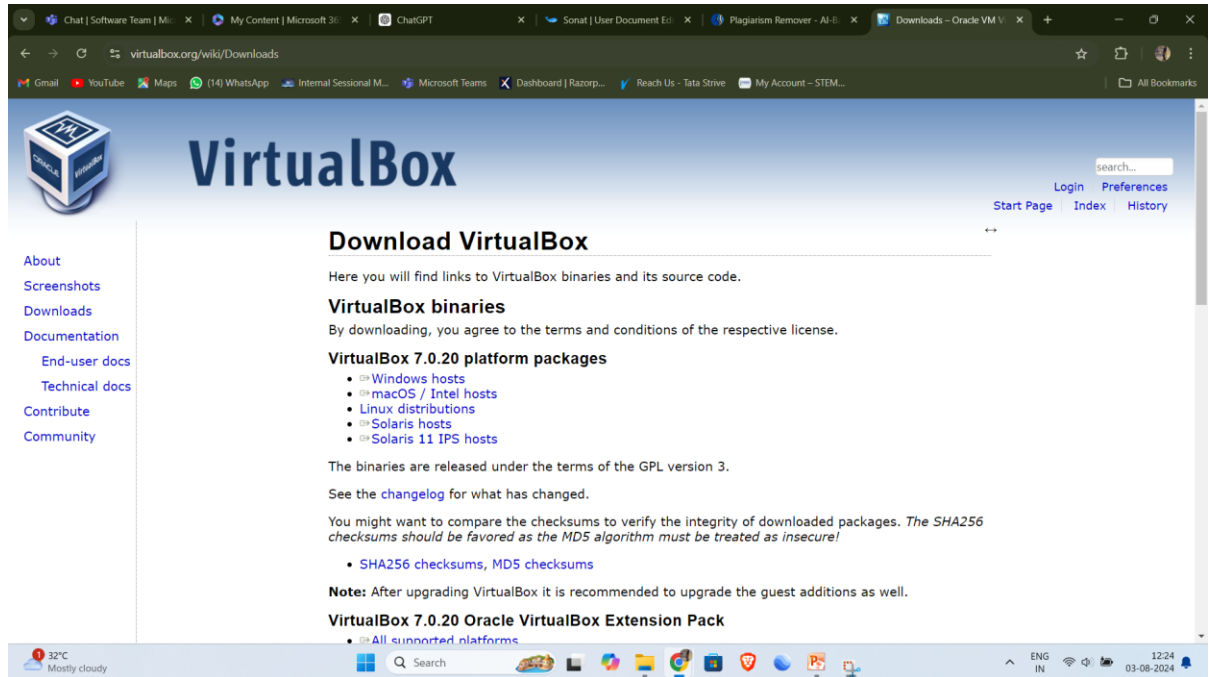 Chat | Software Team | Mic
My Content | Microsoft 36
ChatGPT
Sonat | User Document Edi
Plagiarism Remover - AI-B
Downloads – Oracle VM V
virtualbox.org/wiki/Downloads
Gmail
YouTube
Maps
(14) WhatsApp
Internal Sessional M...
Microsoft Teams
Dashboard | Razorp...
Reach Us - Tata Strive
My Account – STEM...
All Bookmarks
ORACLE
VM
VirtualBox
VirtualBox
search...
Login Preferences
Start Page Index History
About
Screenshots
Downloads
Documentation
End-user docs
Technical docs
Contribute
Community
Download VirtualBox
Here you will find links to VirtualBox binaries and its source code.
VirtualBox binaries
By downloading, you agree to the terms and conditions of the respective license.
VirtualBox 7.0.20 platform packages
• Windows hosts
• macOS / Intel hosts
• Linux distributions
• Solaris hosts
• Solaris 11 IPS hosts
The binaries are released under the terms of the GPL version 3.
See the changelog for what has changed.
You might want to compare the checksums to verify the integrity of downloaded packages. The SHA256
checksums should be favored as the MD5 algorithm must be treated as insecure!
• SHA256 checksums, MD5 checksums
Note: After upgrading VirtualBox it is recommended to upgrade the guest additions as well.
VirtualBox 7.0.20 Oracle VirtualBox Extension Pack
• All supported platforms
1
32°C
Mostly cloudy
Search
ENG
IN
12:24
03-08-2024